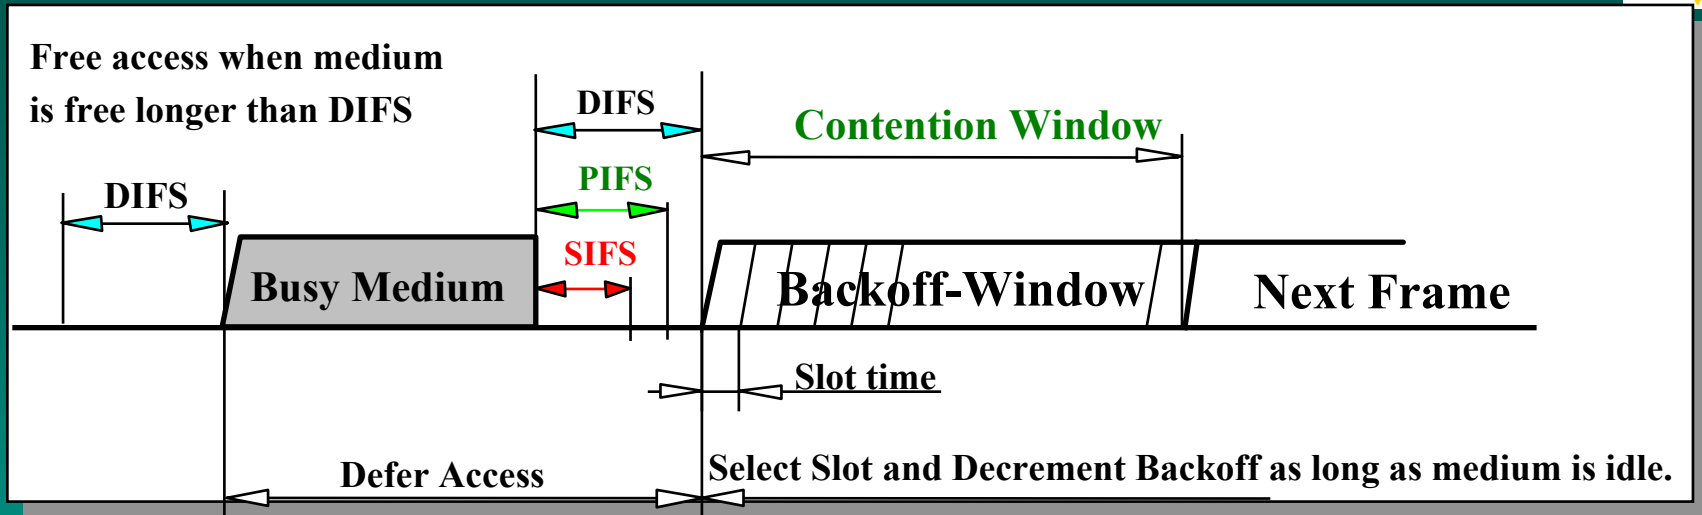 Free access when medium
is free longer than DIFS
DIFS
Contention Window
PIFS
DIFS
SIFS
Busy Medium
Backoff-Window
Next Frame
Slot time
Defer Access
Select Slot and Decrement Backoff as long as medium is idle.